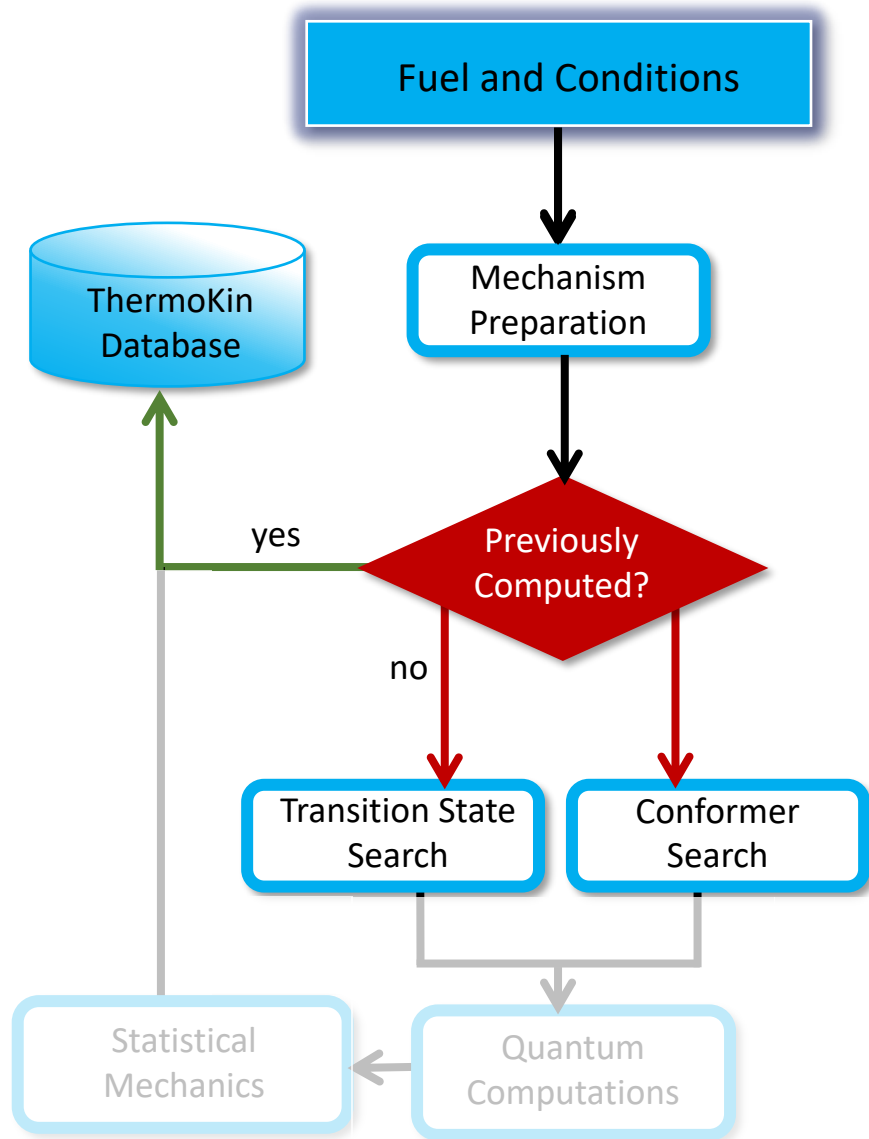 Fuel and Conditions
Mechanism
Preparation
ThermoKin
Database
yes
Previously
Computed?
no
Transition State
Search
Conformer
Search
Statistical
Mechanics
Quantum
Computations